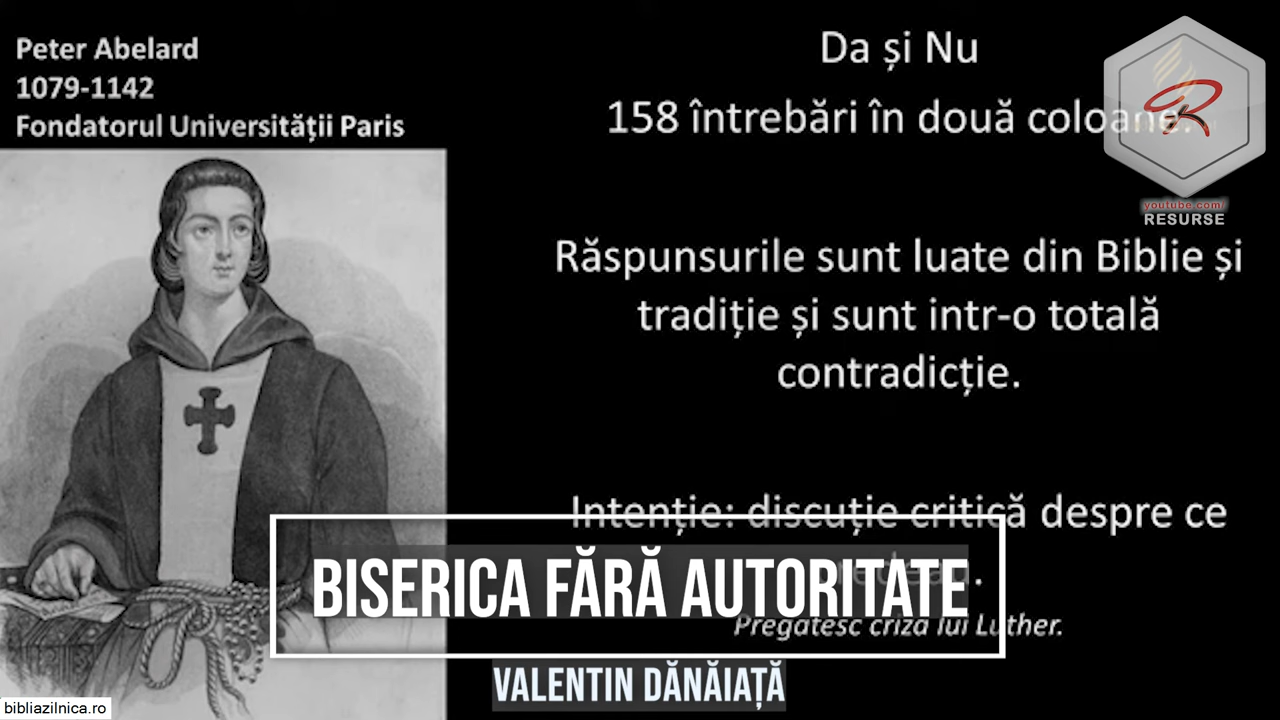 Peter Abelard
1079-1142
Fondatorul Universității Paris
Da și Nu
158 întrebări în două coloane.
youtube.com/
RESURSE
Răspunsurile sunt luate din Biblie și
tradiție și sunt intr-o totală
contradicție.
Intenție: discuție critică despre ce
BISERICA FĂRĂ AUTORITATE
Pregatesc criza lui Luther.
VALENTIN DĂNĂIAȚĂ
bibliazilnica.ro